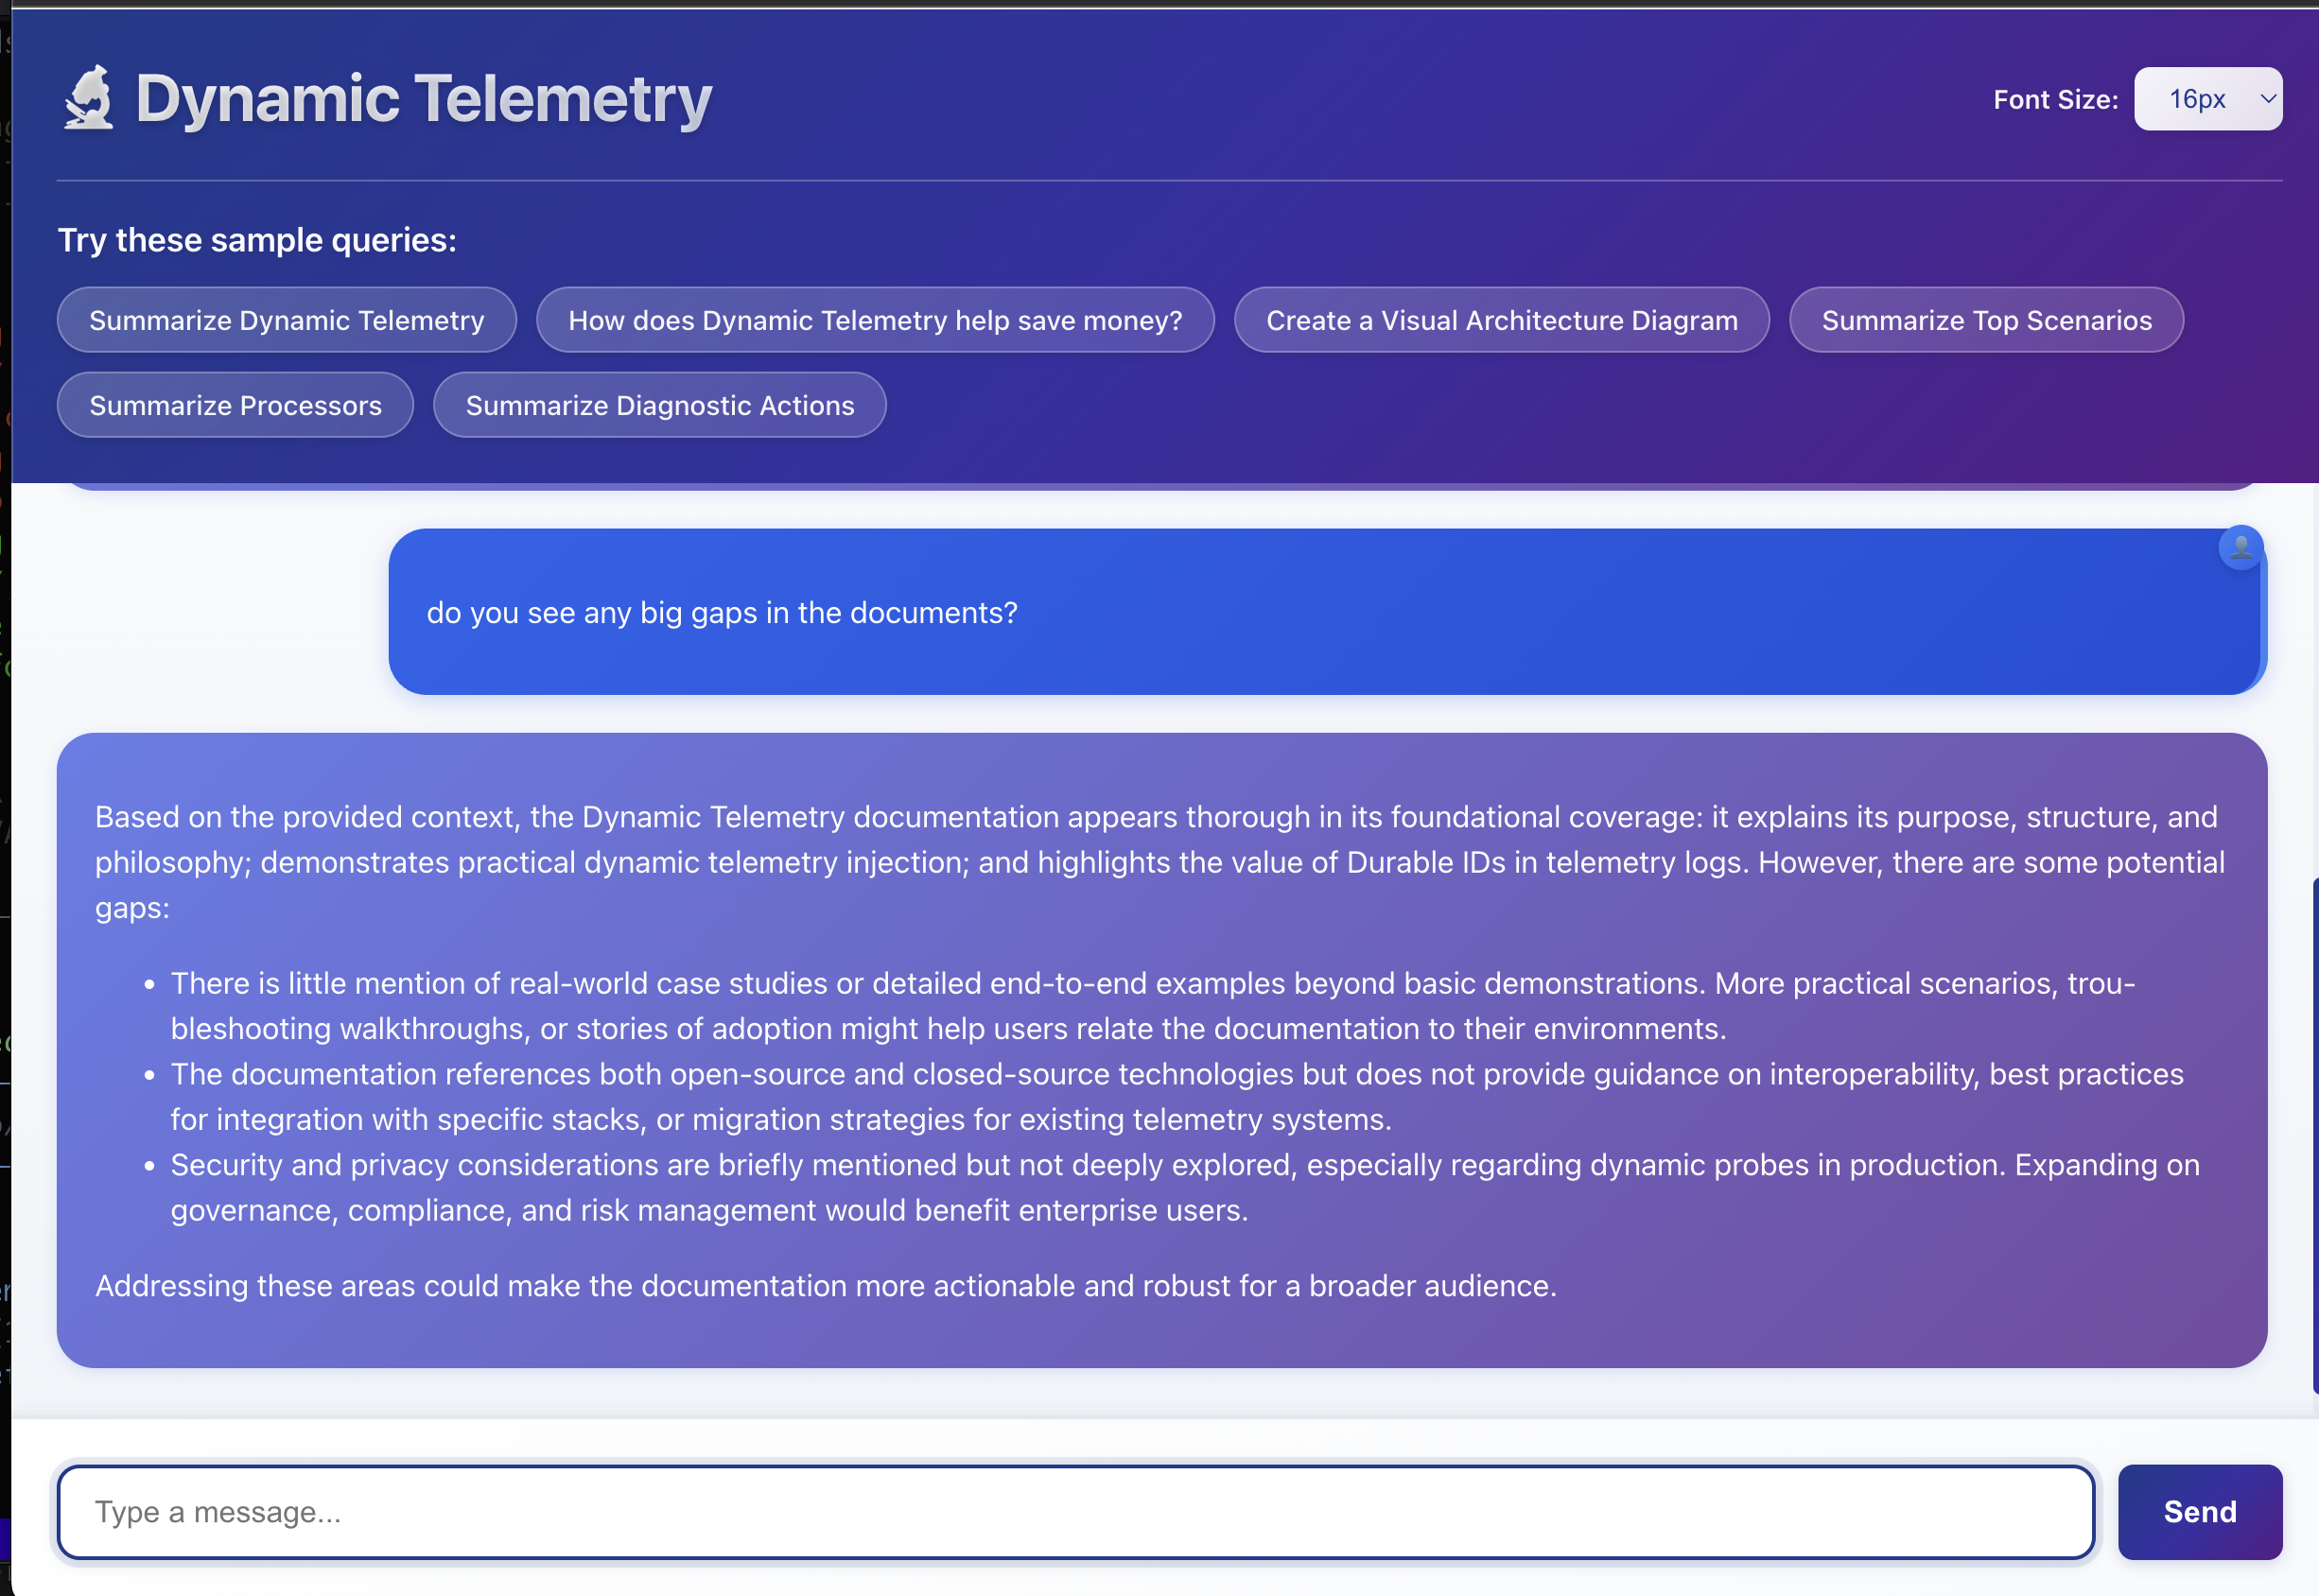 Dynamic Telemetry
Font Size: 16px
Try these sample queries:
Summarize Dynamic Telemetry
How does Dynamic Telemetry help save money?
Create a Visual Architecture Diagram
Summarize Top Scenarios
Summarize Processors
Summarize Diagnostic Actions
do you see any big gaps in the documents?
Based on the provided context, the Dynamic Telemetry documentation appears thorough in its foundational coverage: it explains its purpose, structure, and
philosophy; demonstrates practical dynamic telemetry injection; and highlights the value of Durable IDs in telemetry logs. However, there are some potential
gaps:
• There is little mention of real-world case studies or detailed end-to-end examples beyond basic demonstrations. More practical scenarios, trou-
bleshooting walkthroughs, or stories of adoption might help users relate the documentation to their environments.
• The documentation references both open-source and closed-source technologies but does not provide guidance on interoperability, best practices
for integration with specific stacks, or migration strategies for existing telemetry systems.
• Security and privacy considerations are briefly mentioned but not deeply explored, especially regarding dynamic probes in production. Expanding on
governance, compliance, and risk management would benefit enterprise users.
Addressing these areas could make the documentation more actionable and robust for a broader audience.
Type a message...
Send